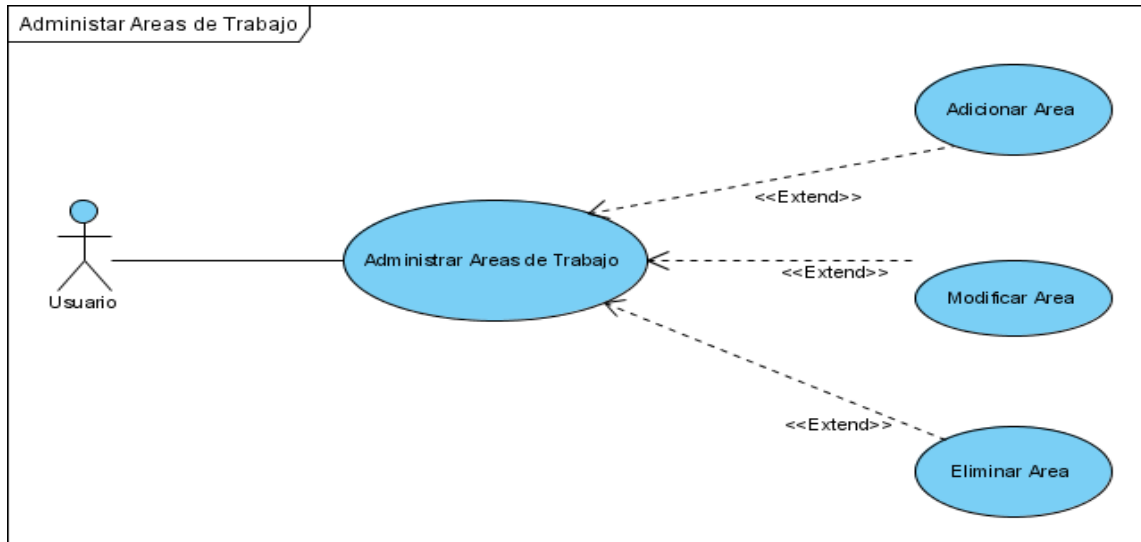 Administar Areas de Trabajo
Adicionar Area
<<Extend>>
Administrar Areas de Trabajo
<<Extend>>
Modificar Area
Usuario
<<Extend>>
Eliminar Area